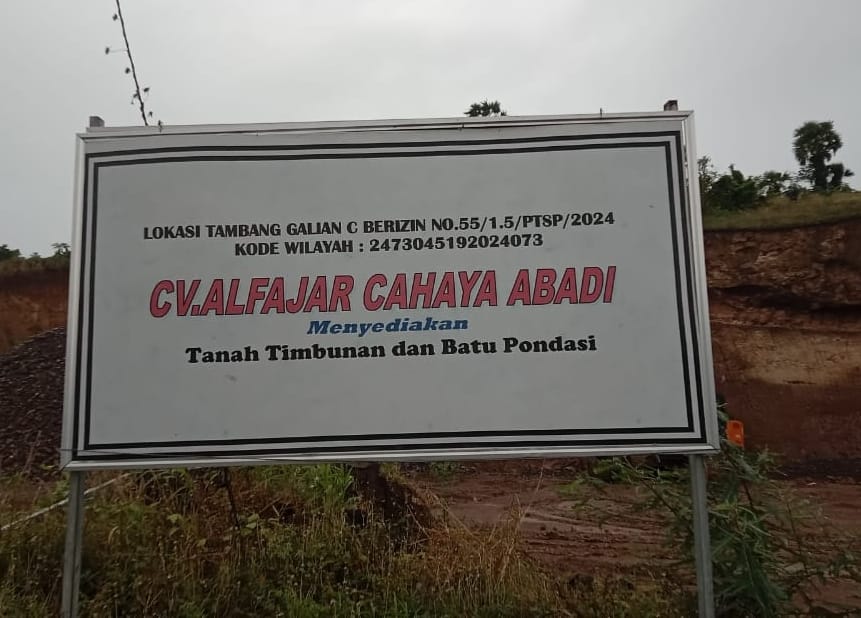 LOKASI TAMBANG GALIAN C BERIZIN NO.55/1.5/PTSP/2024
KODE WILAYAH : 2473045192024073
CV.ALFAJAR CAHAYA ABADI
Menyediakan
Tanah Timbunan dan Batu Pondasi